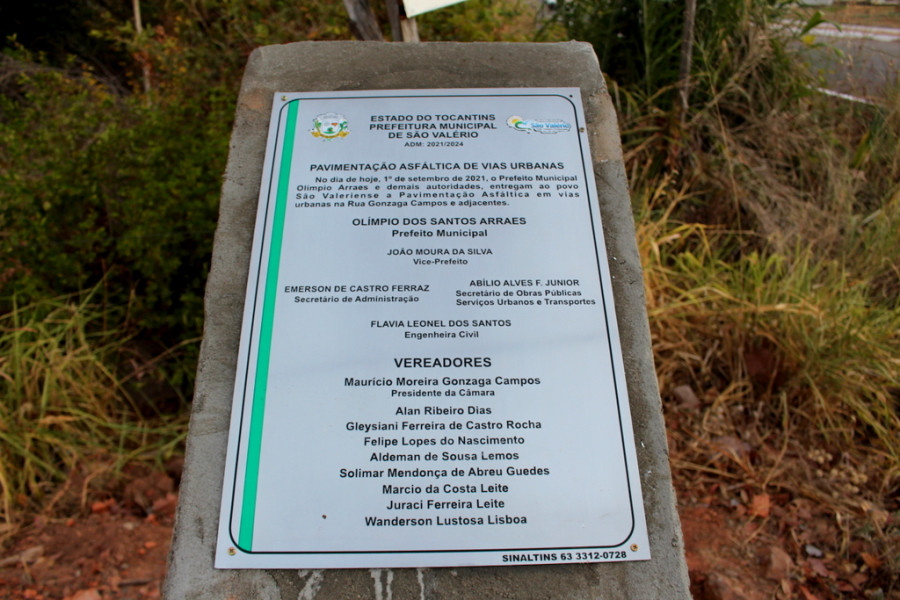 ESTADO DO TOCANTINS
PREFEITURA MUNICIPAL
DE SÃO VALÉRIO
ADM: 2021/2024
São Valério
PAVIMENTAÇÃO ASFÁLTICA DE VIAS URBANAS
No dia de hoje, 1º de setembro de 2021, o Prefeito Municipal
Olímpio Arraes e demais autoridades, entregam ao povo
São Valeriense a Pavimentação Asfáltica em vias
urbanas na Rua Gonzaga Campos e adjacentes.
OLÍMPIO DOS SANTOS ARRAES
Prefeito Municipal
JOÃO MOURA DA SILVA
Vice-Prefeito
EMERSON DE CASTRO FERRAZ
Secretário de Administração
ABÍLIO ALVES F. JUNIOR
Secretário de Obras Públicas
Serviços Urbanos e Transportes
FLAVIA LEONEL DOS SANTOS
Engenheira Civil
VEREADORES
Maurício Moreira Gonzaga Campos
Presidente da Câmara
Alan Ribeiro Dias
Gleysiani Ferreira de Castro Rocha
Felipe Lopes do Nascimento
Aldeman de Sousa Lemos
Solimar Mendonça de Abreu Guedes
Marcio da Costa Leite
Juraci Ferreira Leite
Wanderson Lustosa Lisboa
SINALTINS 63 3312-0728